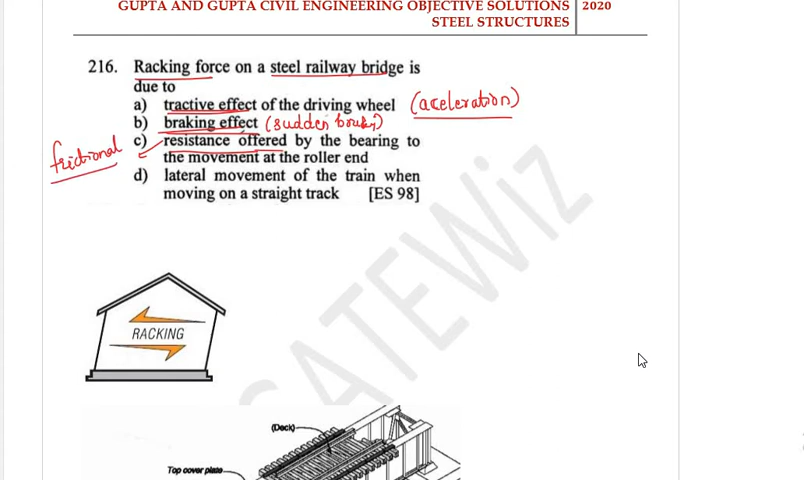 GUPTA AND GUPTA CIVIL ENGINEERING OBJECTIVE SOLUTIONS 2020
STEEL STRUCTURES
216. Racking force on a steel railway bridge is
due to
a) tractive effect of the driving wheel (aceleration)
b) braking effect (sudden
frictional c) resistance offered by the bearing to
the movement at the roller end
d) lateral movement of the train when
moving on a straight track [ES 98]
GATEWiz
RACKING
(Deck)
Top cover plate